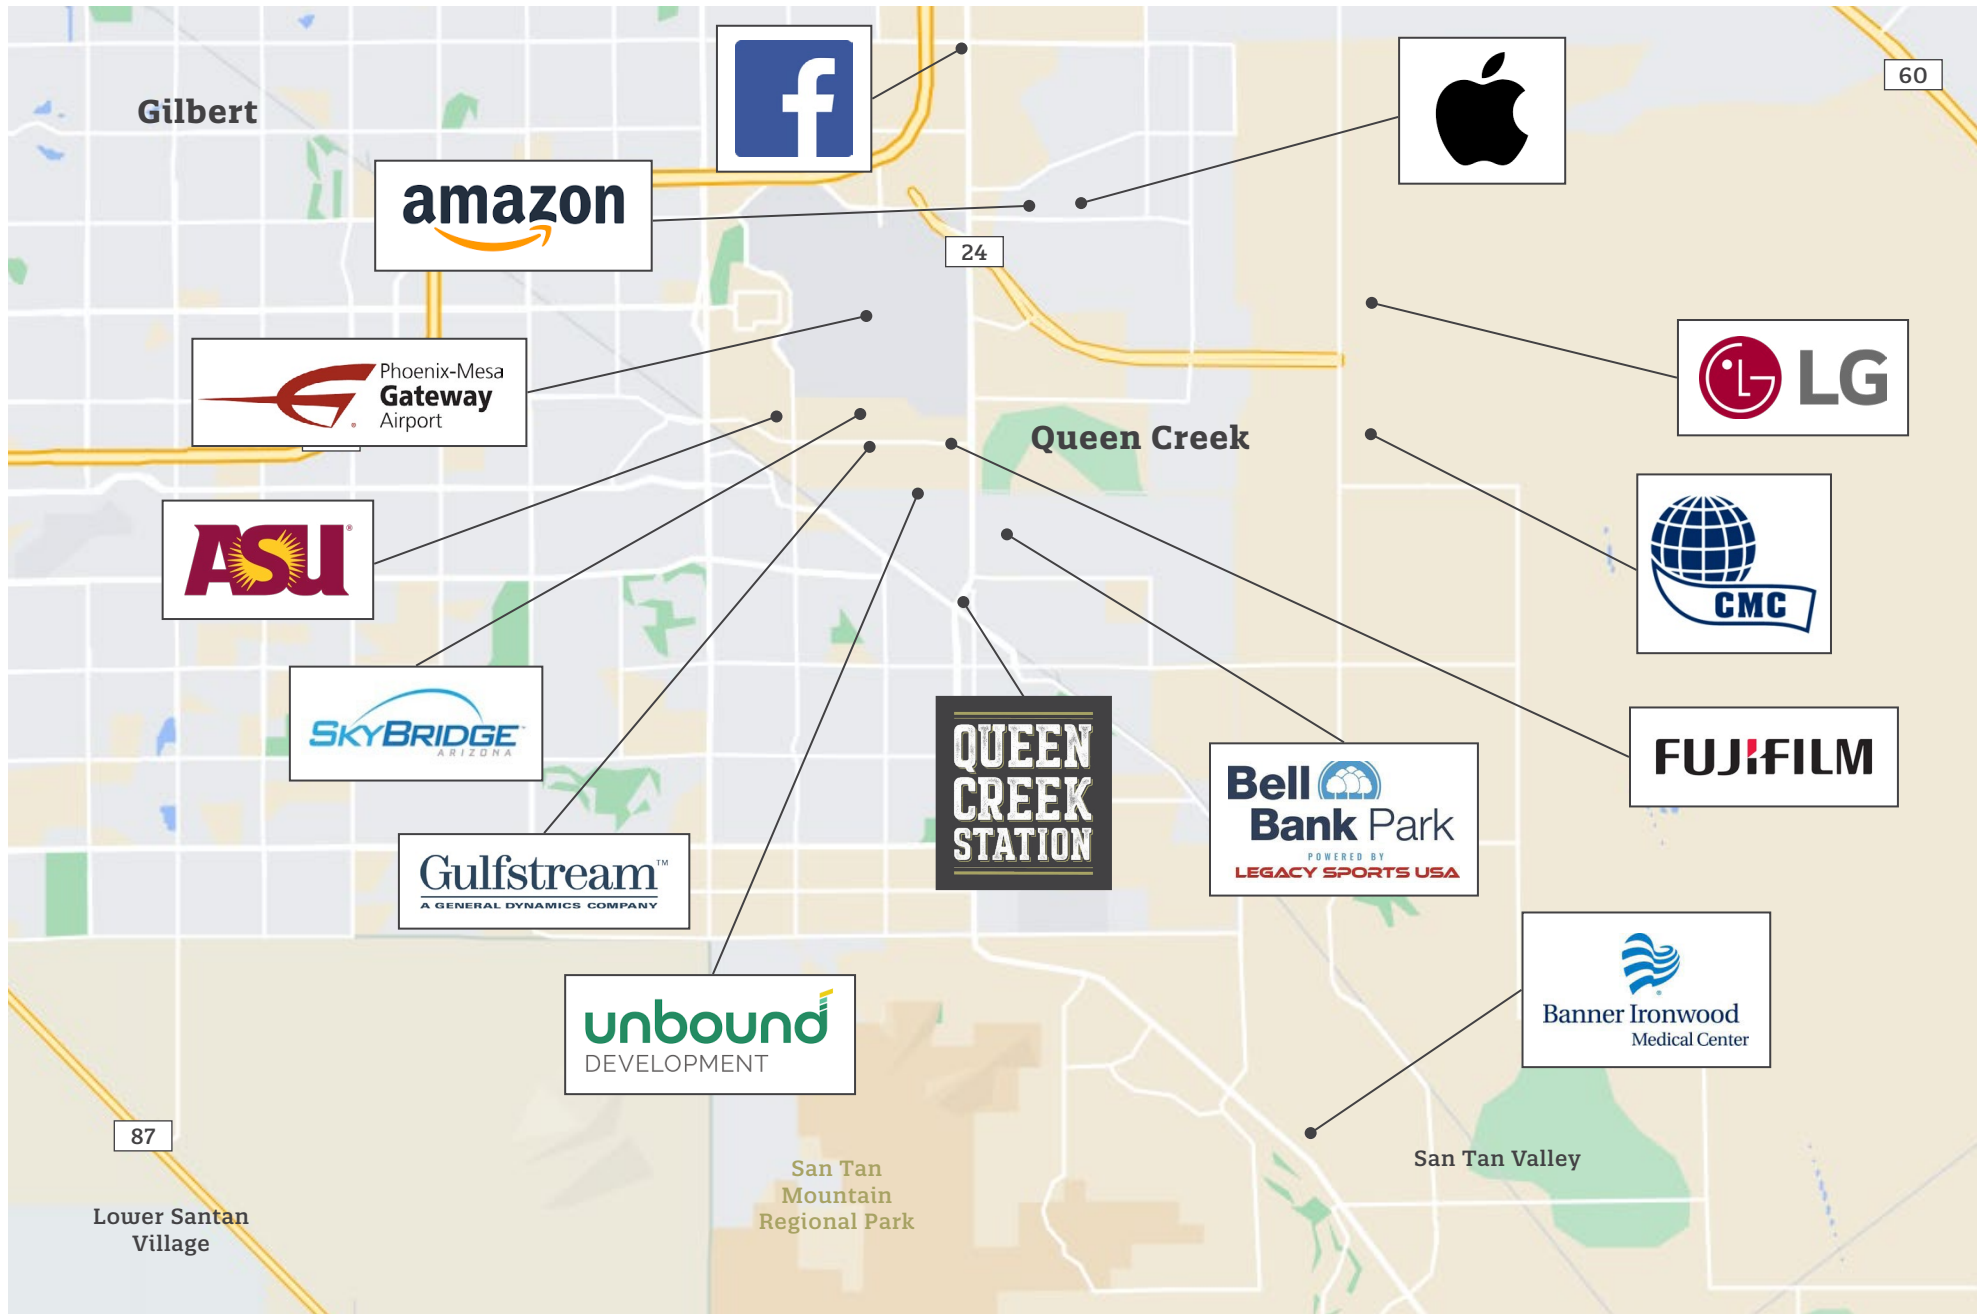 60
Gilbert
amazon
24
Phoenix-Mesa
Gateway
Airport
LG
Queen Creek
ASU®
CMC
SKYBRIDGE™
ARIZONA
QUEEN
CREEK
STATION
FUJIFILM
Bell
Bank Park
POWERED BY
LEGACY SPORTS USA
Gulfstream™
A GENERAL DYNAMICS COMPANY
unbound
DEVELOPMENT
Banner Ironwood
Medical Center
87
San Tan
Mountain
Regional Park
San Tan Valley
Lower Santan
Village